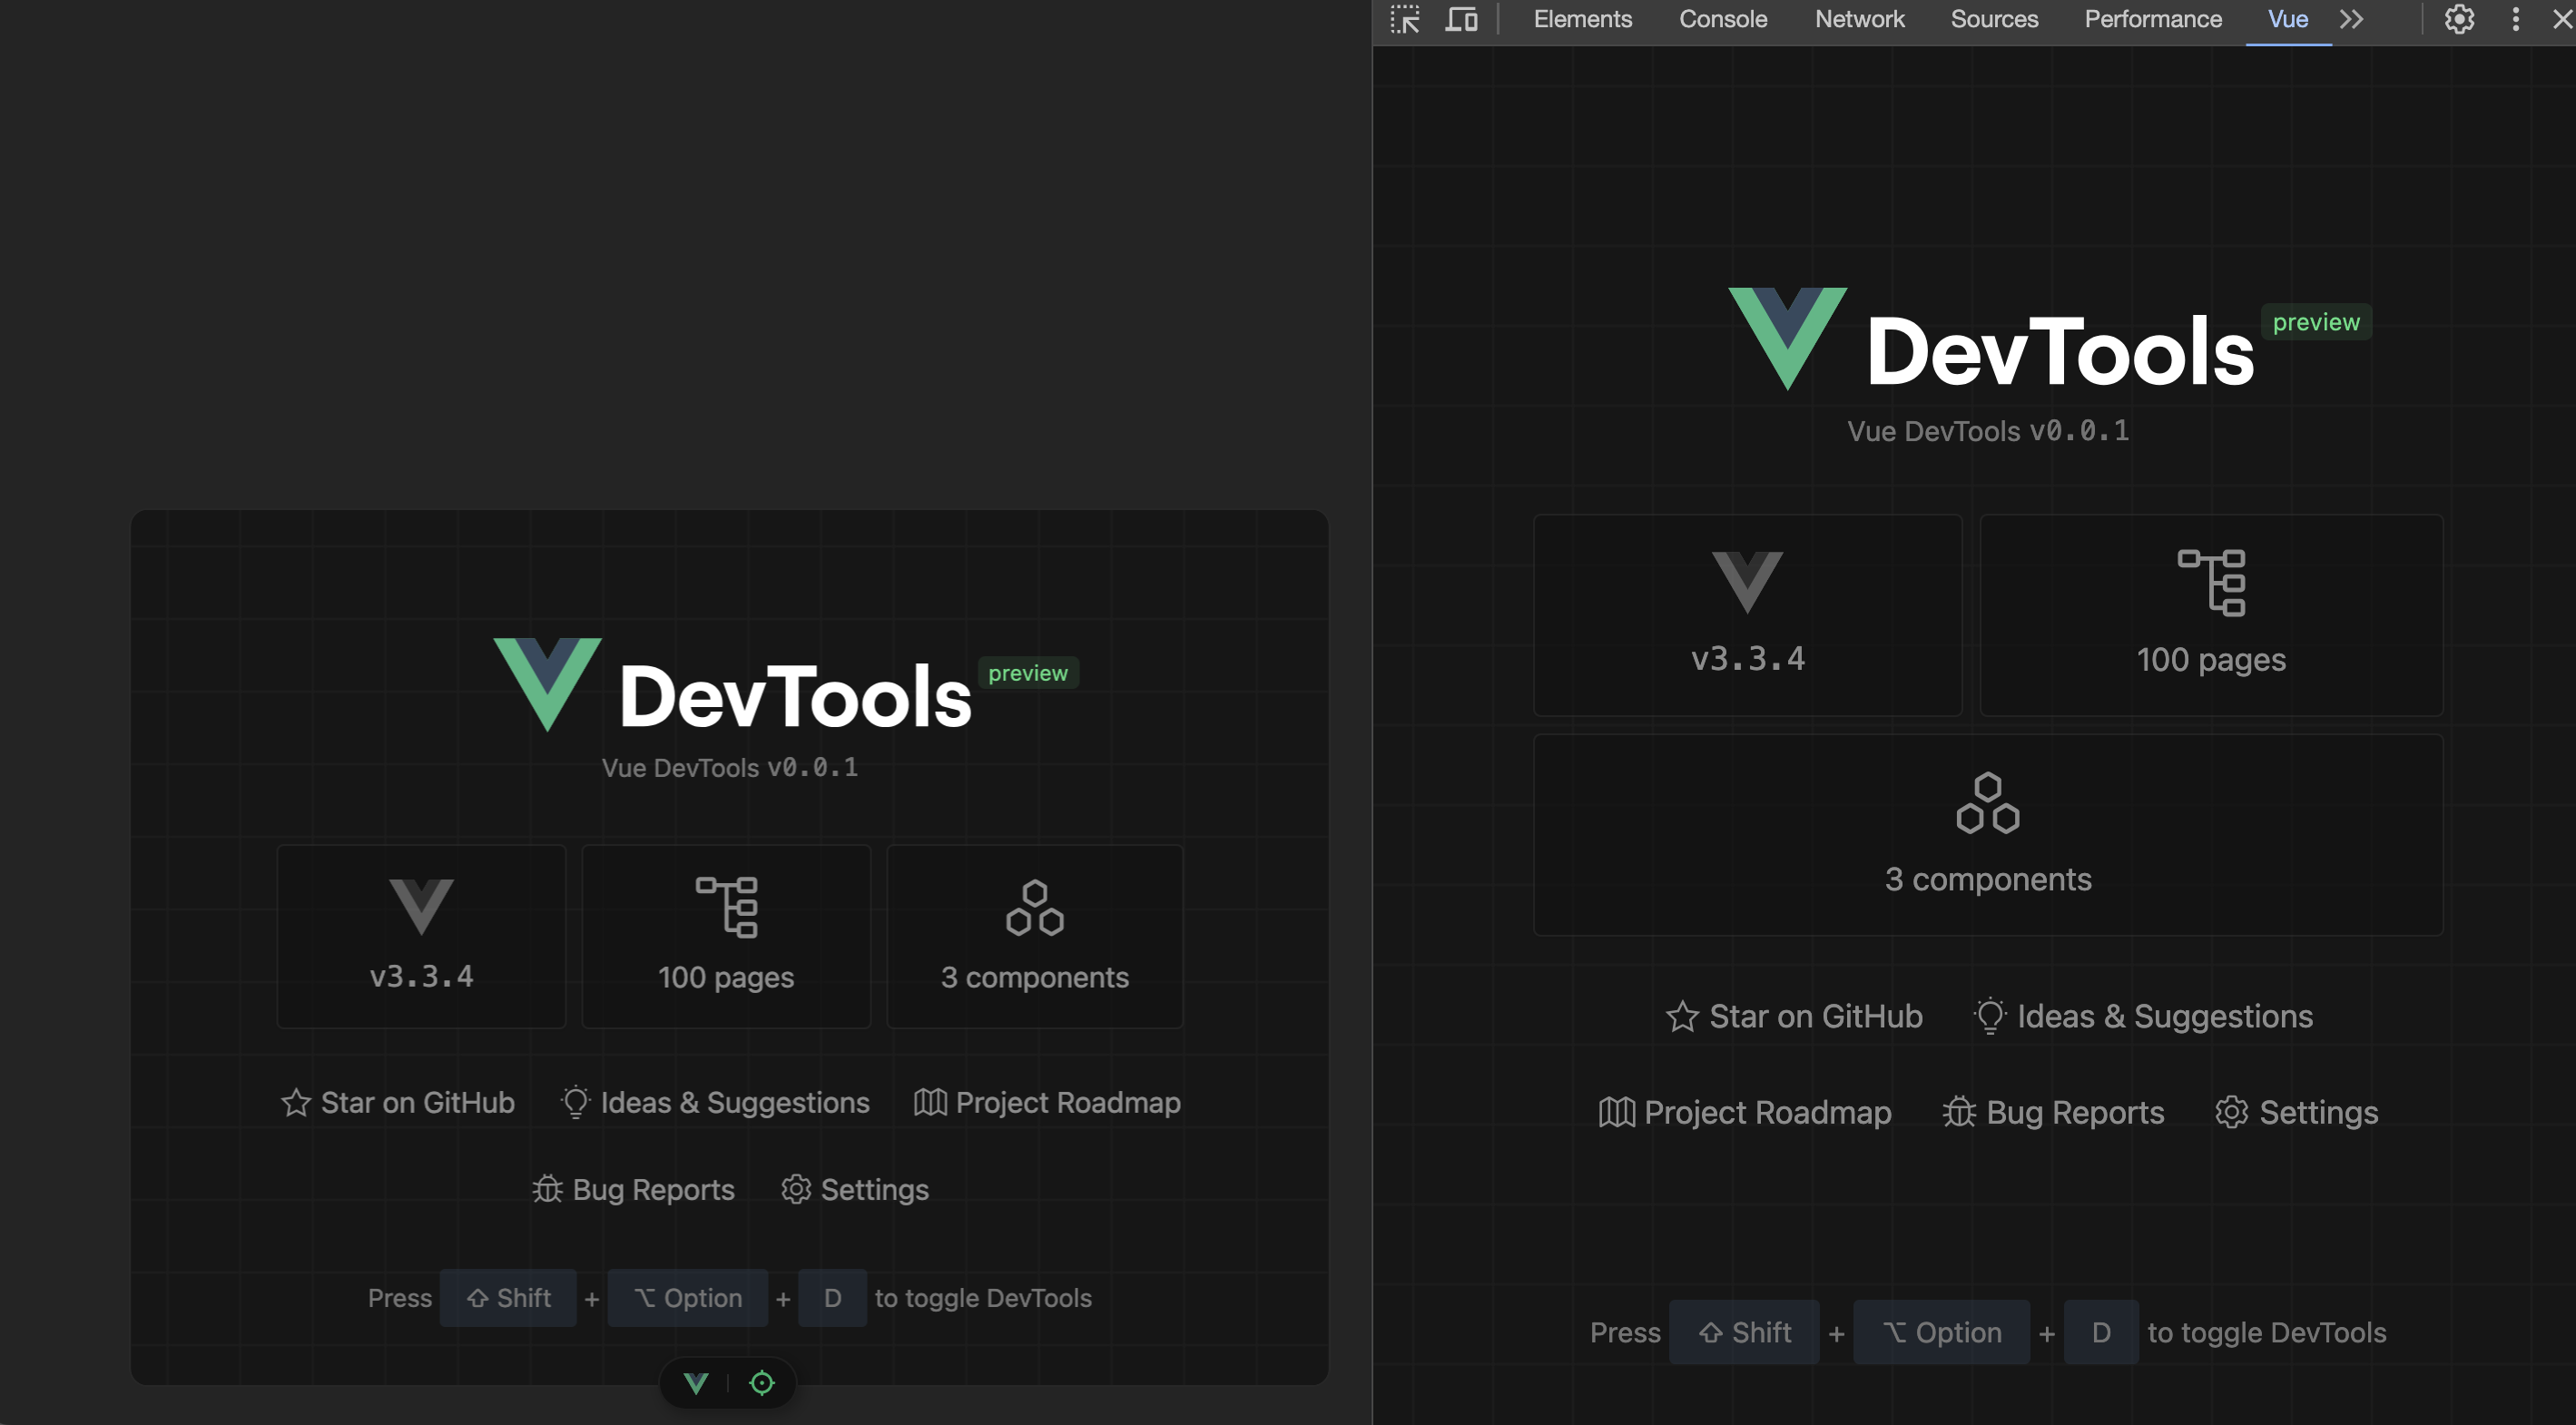 Elements Console Network Sources Performance Vue
DevTools preview
Vue DevTools v0.0.1
v3.3.4
100 pages
3 components
Star on GitHub
Ideas & Suggestions
Project Roadmap
Bug Reports
Settings
Press ⇧ Shift + ⌥ Option + D to toggle DevTools
DevTools preview
Vue DevTools v0.0.1
v3.3.4
100 pages
3 components
Star on GitHub
Ideas & Suggestions
Project Roadmap
Bug Reports
Settings
Press ⇧ Shift + ⌥ Option + D to toggle DevTools